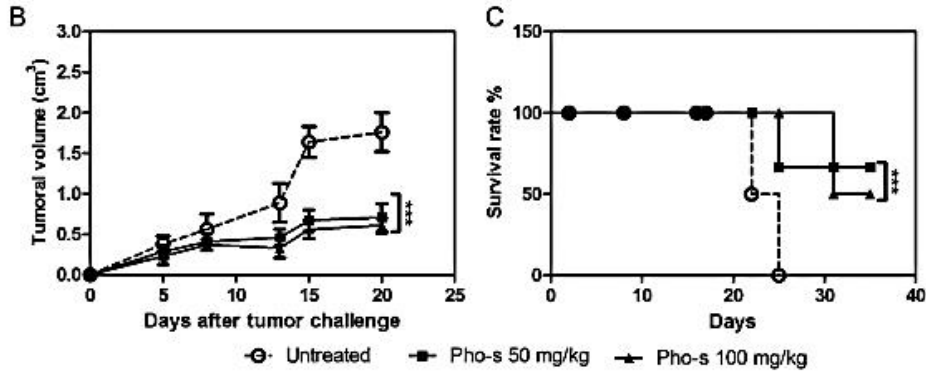 B
Tumoral volume (cm³)
3.0
2.5
2.0
1.5
1.0
0.5
0.0
***
0 5 10 15 20 25
Days after tumor challenge
C
Survival rate %
150
100
50
0
***
0 10 20 30 40
Days
Untreated Pho-s 50 mg/kg Pho-s 100 mg/kg